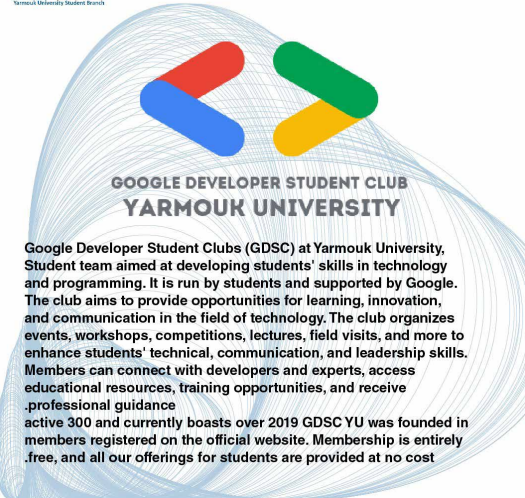 Yarmouk University Student Branch
GOOGLE DEVELOPER STUDENT CLUB
YARMOUK UNIVERSITY
Google Developer Student Clubs (GDSC) at Yarmouk University,
Student team aimed at developing students' skills in technology
and programming. It is run by students and supported by Google.
The club aims to provide opportunities for learning, innovation,
and communication in the field of technology. The club organizes
events, workshops, competitions, lectures, field visits, and more to
enhance students' technical, communication, and leadership skills.
Members can connect with developers and experts, access
educational resources, training opportunities, and receive
.professional guidance
active 300 and currently boasts over 2019 GDSC YU was founded in
members registered on the official website. Membership is entirely
.free, and all our offerings for students are provided at no cost